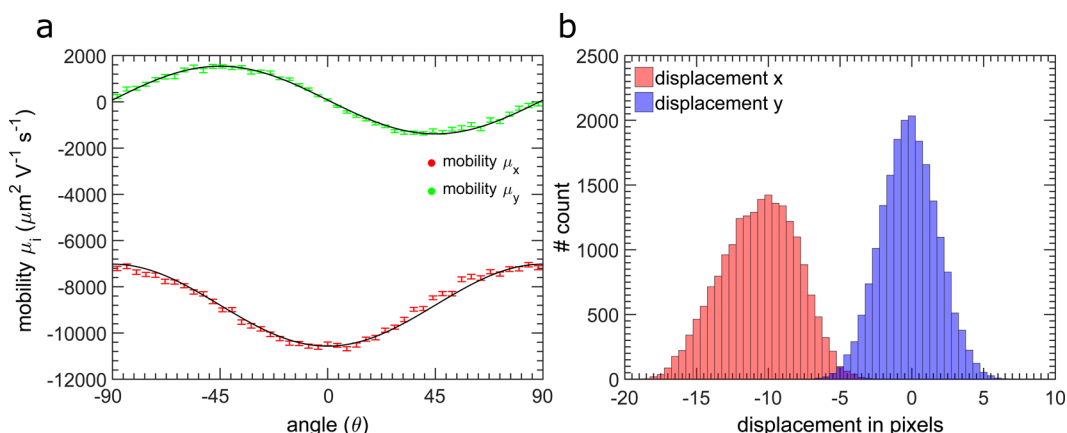 a
2000
0
-2000
-4000
-6000
-8000
-10000
-12000
mobility μi (μm² V⁻¹ s⁻¹)
mobility μx
mobility μy
-90
-45
0
45
90
angle (θ)
b
2500
2000
1500
1000
500
0
# count
displacement x
displacement y
-20
-15
-10
-5
0
5
10
displacement in pixels